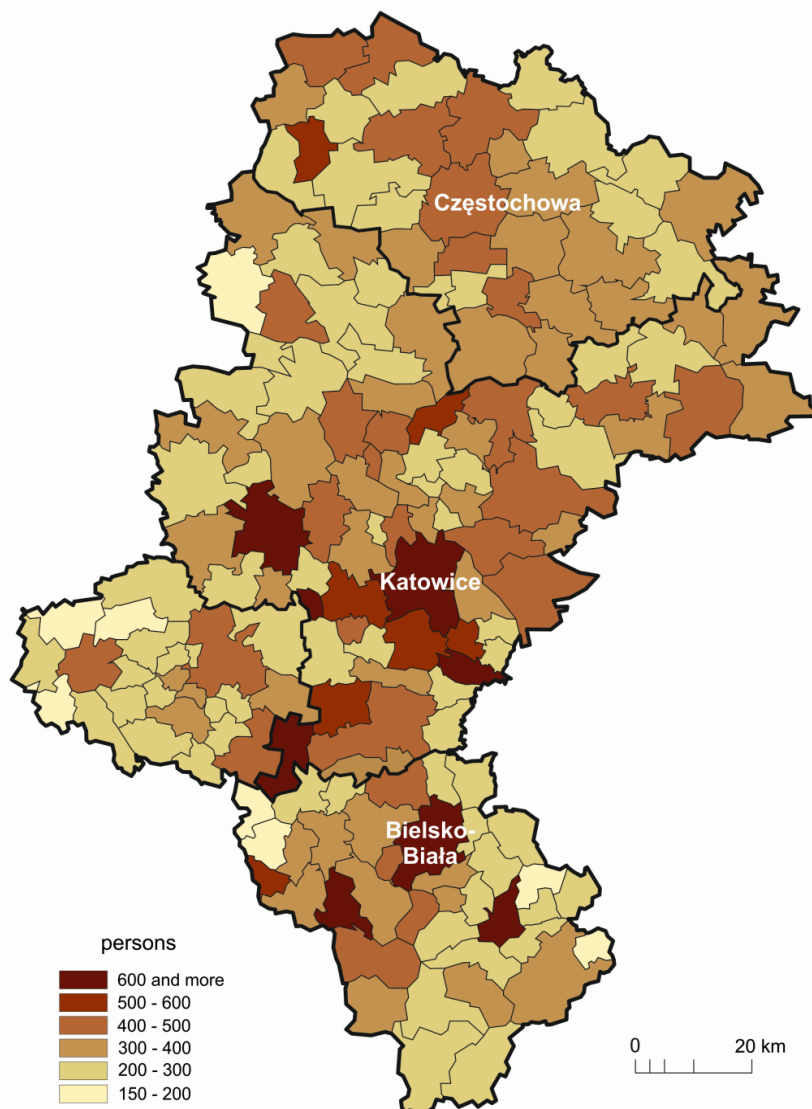 Częstochowa
Katowice
Bielsko-
Biała
persons
600 and more
500 - 600
400 - 500
300 - 400
200 - 300
150 - 200
0 20 km